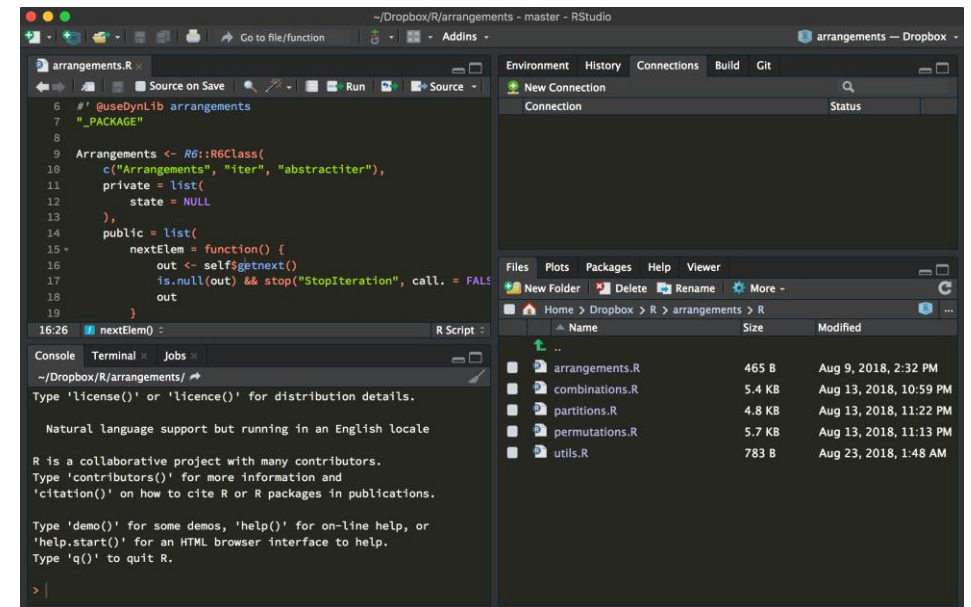 ~/Dropbox/R/arrangements - master - RStudio
Go to file/function
Addins
arrangements — Dropbox
arrangements.R
Source on Save
Run
Source
6 #' @useDynLib arrangements
7 "_PACKAGE"
8
9 Arrangements <- R6::R6Class(
10 c("Arrangements", "iter", "abstractiter"),
11 private = list(
12 state = NULL
13 ),
14 public = list(
15 nextElem = function() {
16 out <- self$getnext()
17 is.null(out) && stop("StopIteration", call. = FALS
18 out
19 }
16:26 nextElem() R Script
Console Terminal Jobs
~/Dropbox/R/arrangements/
Type 'license()' or 'licence()' for distribution details.
Natural language support but running in an English locale
R is a collaborative project with many contributors.
Type 'contributors()' for more information and
'citation()' on how to cite R or R packages in publications.
Type 'demo()' for some demos, 'help()' for on-line help, or
'help.start()' for an HTML browser interface to help.
Type 'q()' to quit R.
>
Environment History Connections Build Git
New Connection
Connection Status
Files Plots Packages Help Viewer
New Folder Delete Rename More
Home > Dropbox > R > arrangements > R ...
Name Size Modified
..
arrangements.R 465 B Aug 9, 2018, 2:32 PM
combinations.R 5.4 KB Aug 13, 2018, 10:59 PM
partitions.R 4.8 KB Aug 13, 2018, 11:22 PM
permutations.R 5.7 KB Aug 13, 2018, 11:13 PM
utils.R 783 B Aug 23, 2018, 1:48 AM